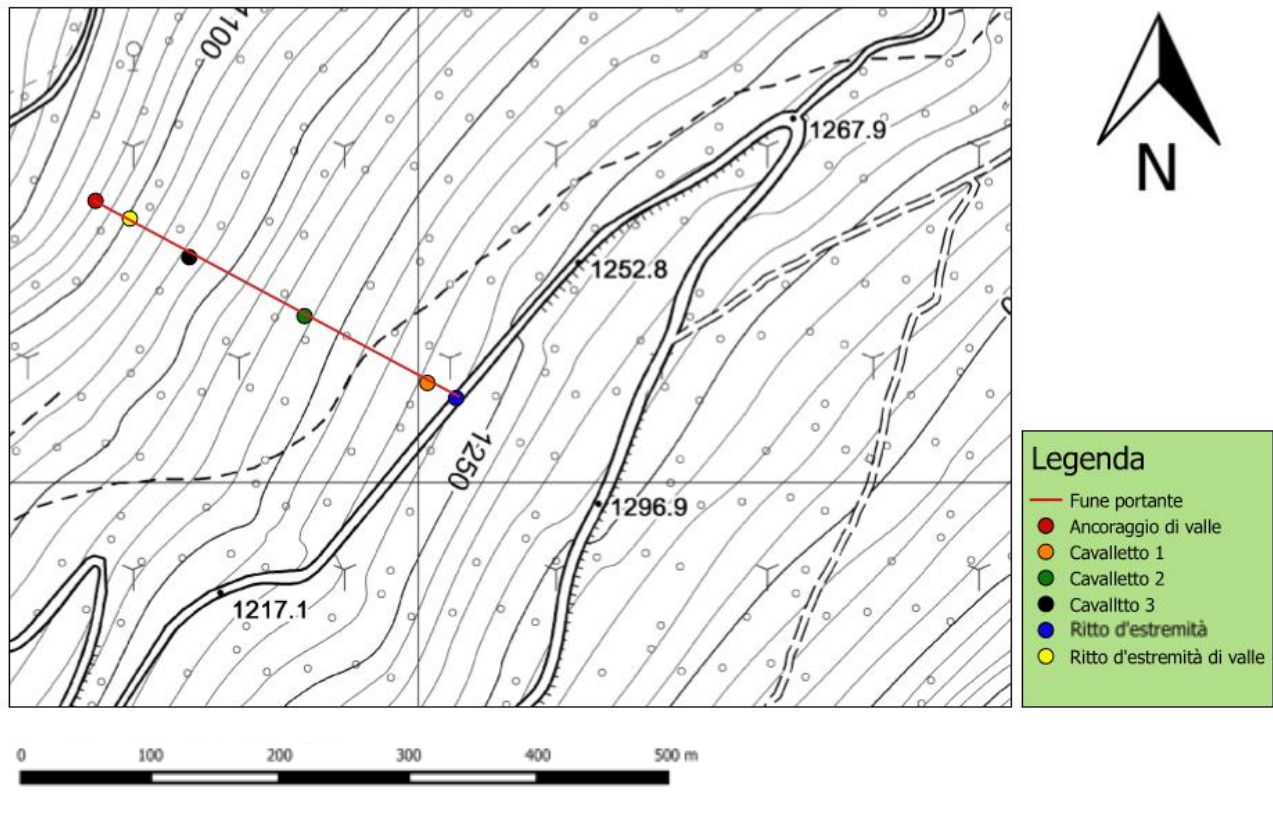 1100
1267.9
1252.8
1250
1296.9
1217.1
N
Legenda
Fune portante
Ancoraggio di valle
Cavalletto 1
Cavalletto 2
Cavalltto 3
Ritto d'estremità
Ritto d'estremità di valle
0 100 200 300 400 500 m